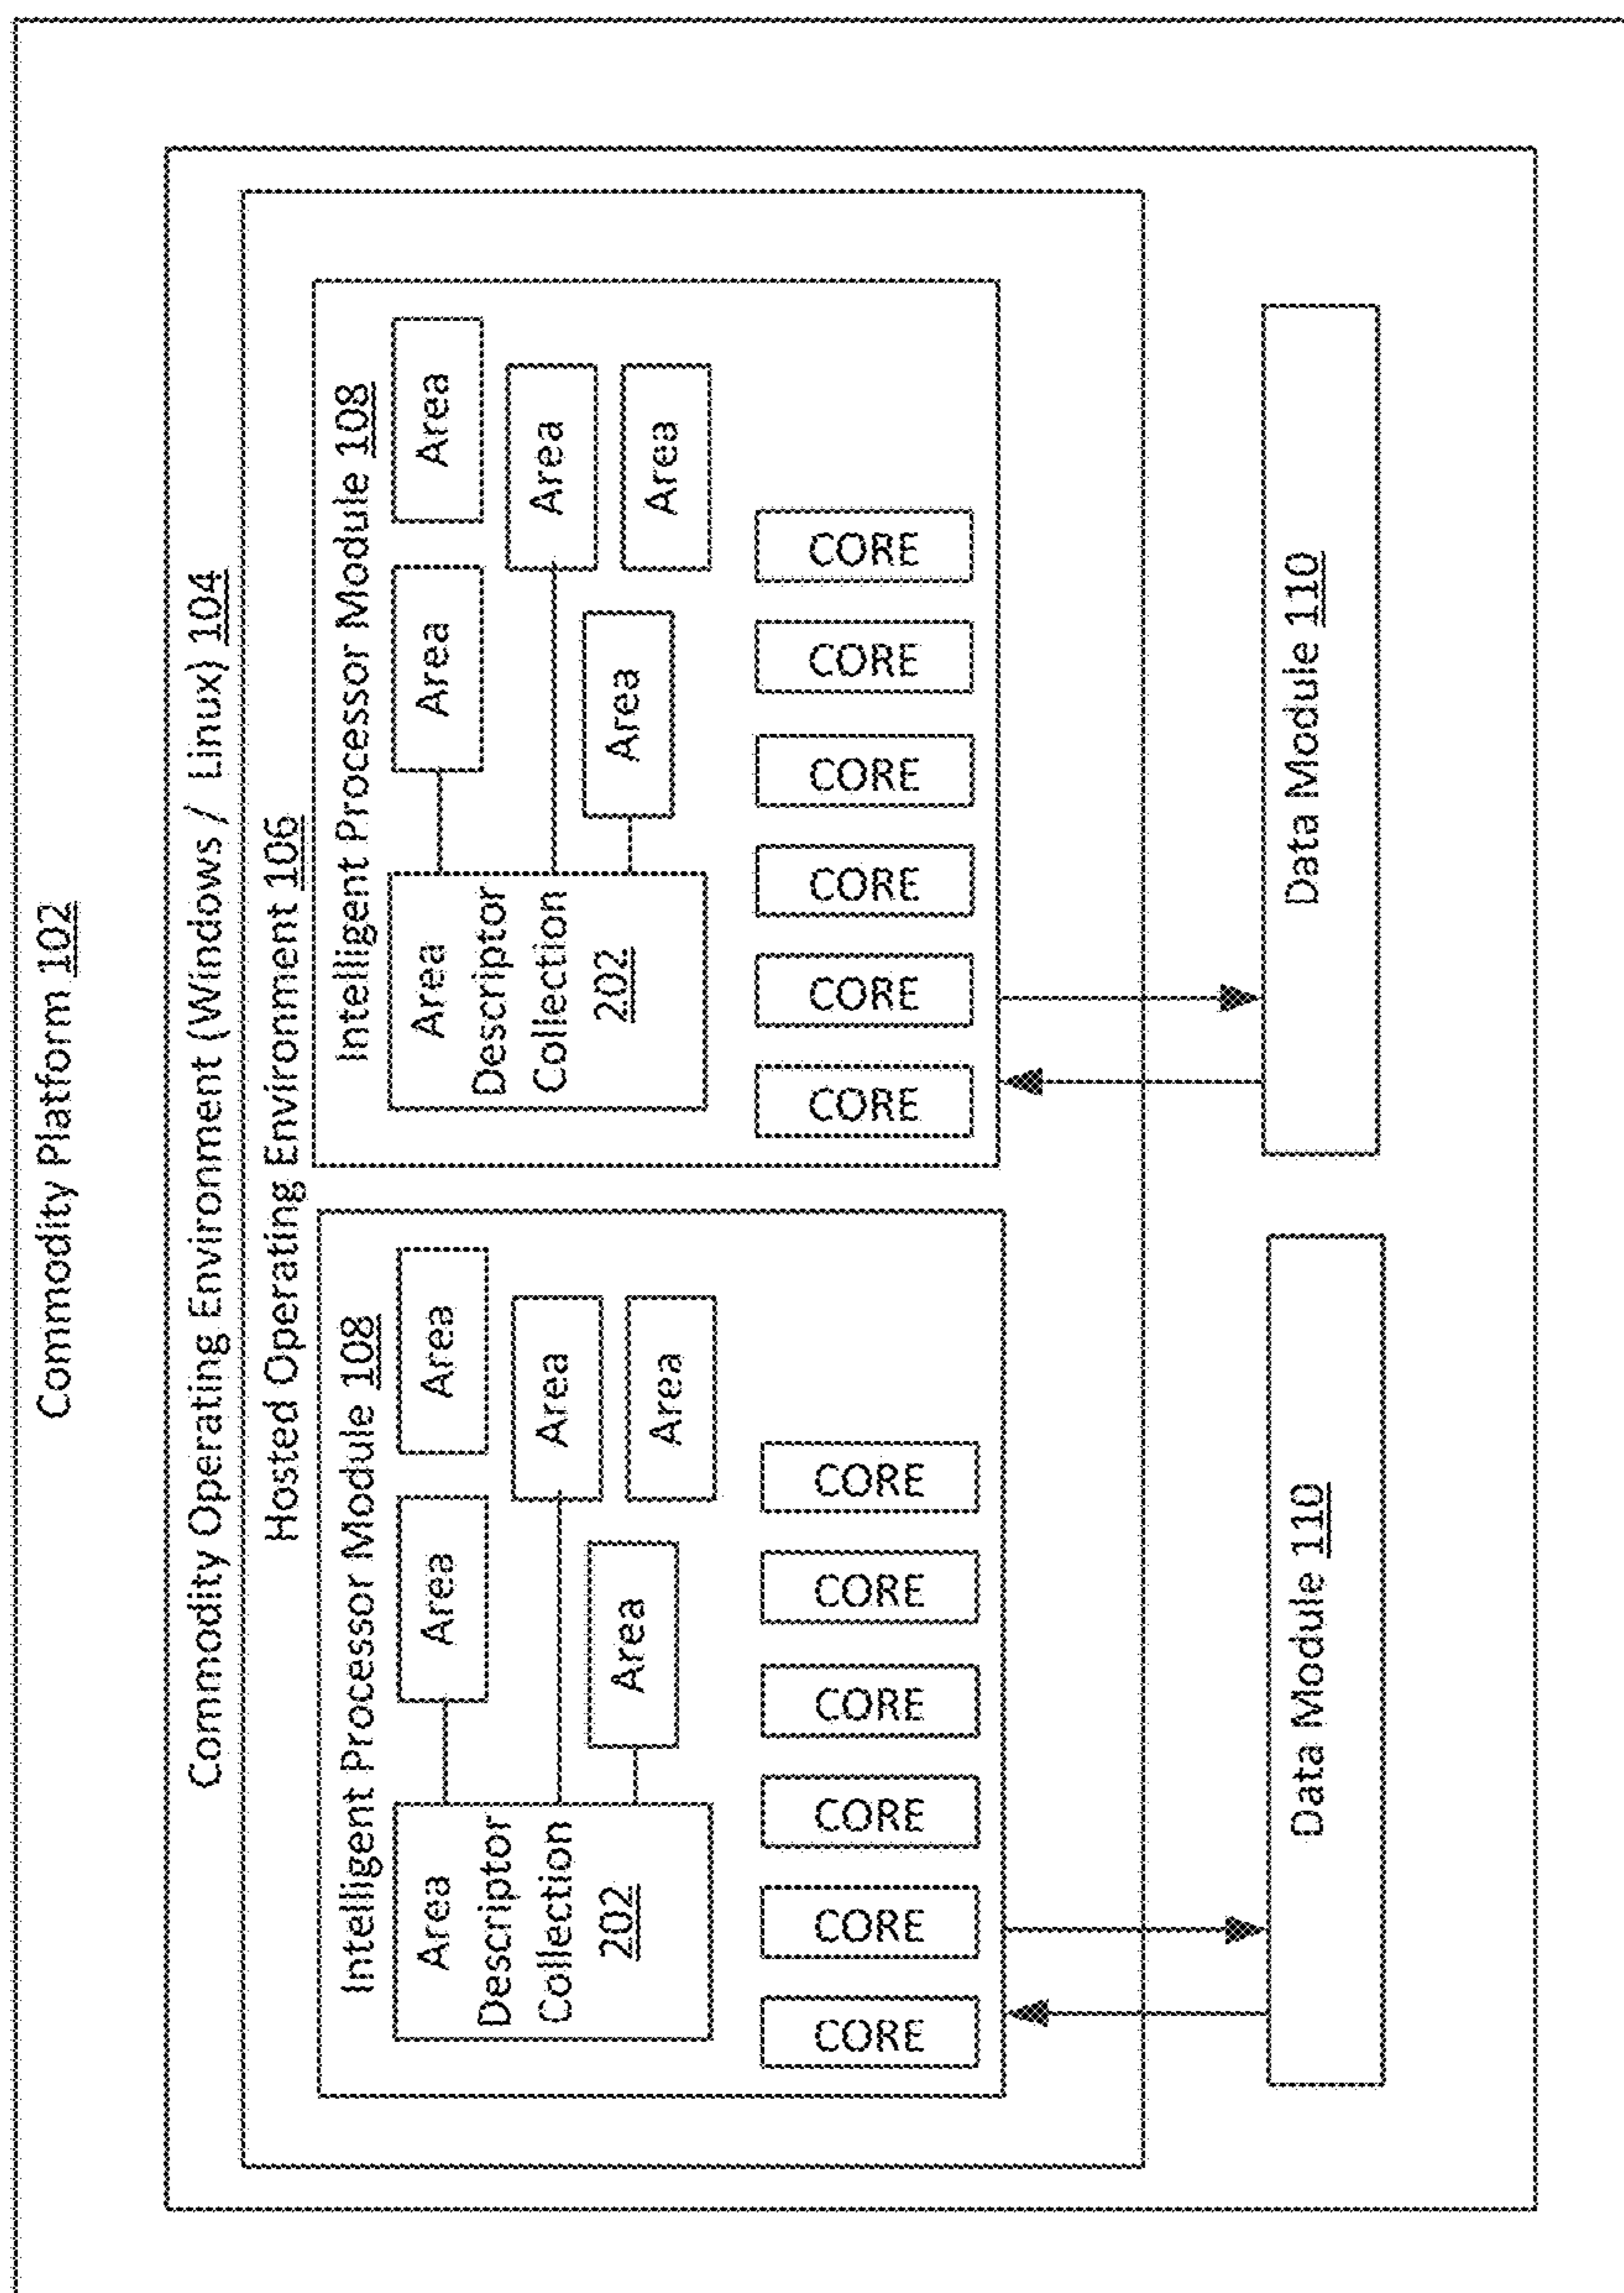 Commodity Platform 102
Commodity Operating Environment (Windows / Linux) 104
Hosted Operating Environment 106
Intelligent Processor Module 108
Area
Descriptor
Collection
202
Area
Area
Area
Area
Area
CORE
CORE
CORE
CORE
CORE
CORE
Data Module 110
Intelligent Processor Module 108
Area
Descriptor
Collection
202
Area
Area
Area
Area
Area
CORE
CORE
CORE
CORE
CORE
CORE
Data Module 110